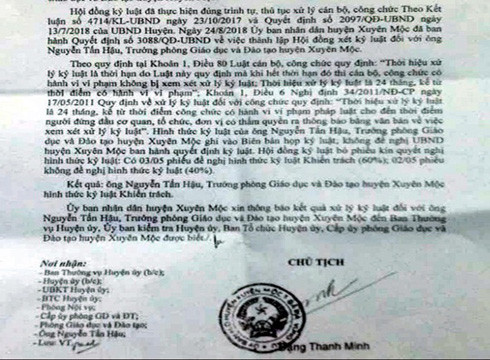 Hội đồng kỷ luật đã thực hiện đúng trình tự, thủ tục xử lý cán bộ, công chức Theo Kết
luận số 4714/KL-UBND ngày 23/10/2017 và Quyết định số 2097/QĐ-UBND ngày
13/7/2018 của UBND Huyện. Ngày 24/8/2018 Ủy ban nhân dân huyện Xuyên Mộc đã ban
hành Quyết định số 3088/QĐ-UBND về việc thành lập Hội đồng xét kỷ luật đối với ông
Nguyễn Tấn Hậu, Trưởng phòng Giáo dục và Đào tạo huyện Xuyên Mộc.
Theo quy định tại Khoản 1, Điều 80 Luật cán bộ, công chức quy định: "Thời hiệu xử
lý kỷ luật là thời hạn do Luật này quy định mà khi hết thời hạn đó thì cán bộ, công chức có
hành vi vi phạm không bị xem xét xử lý kỷ luật; Thời hiệu xử lý kỷ luật là 24 tháng, kể từ
thời điểm có hành vi vi phạm", Khoản 1, Điều 6 Nghị định 34/2011/NĐ-CP ngày
17/05/2011 Quy định về xử lý kỷ luật đối với công chức quy định: "Thời hiệu xử lý kỷ luật
là 24 tháng, kể từ thời điểm công chức có hành vi vi phạm pháp luật cho đến thời điểm
người đứng đầu cơ quan, tổ chức, đơn vị có thẩm quyền ra thông báo bằng văn bản về việc
xem xét xử lý kỷ luật". Hình thức kỷ luật của ông Nguyễn Tấn Hậu, Trưởng phòng Giáo
dục và Đào tạo huyện Xuyên Mộc ghi vào Biên bản họp kỷ luật, không đề nghị UBND
huyện Xuyên Mộc ban hành Quyết định kỷ luật. Hội đồng kỷ luật bỏ phiếu kín quyết nghị
hình thức kỷ luật: Có 03/05 phiếu đề nghị hình thức kỷ luật Khiển trách (60%); 02/05 phiếu
không đề nghị hình thức kỷ luật (40%).
Kết quả: ông Nguyễn Tấn Hậu, Trưởng phòng Giáo dục và Đào tạo huyện Xuyên Mộc
hình thức kỷ luật Khiển trách.
Ủy ban nhân dân huyện Xuyên Mộc xin thông báo kết quả xử lý kỷ luật đối với ông
Nguyễn Tấn Hậu, Trưởng phòng Giáo dục và Đào tạo huyện Xuyên Mộc đến Ban Thường
vụ Huyện ủy, Ủy ban kiểm tra Huyện ủy, Ban Tổ chức Huyện ủy, Cấp ủy phòng Giáo dục và
Đào tạo huyện Xuyên Mộc được biết./.
Nơi nhận:
- Ban Thường vụ Huyện ủy (b/c);
- Huyện ủy (b/c);
- UBKT Huyện ủy;
- BTC Huyện ủy;
- Phòng Nội vụ;
- Cấp ủy phòng GD và ĐT;
- Phòng Giáo dục và Đào tạo;
- Ông Nguyễn Tấn Hậu;
- Lưu: VT.
CHỦ TỊCH
Đặng Thanh Minh